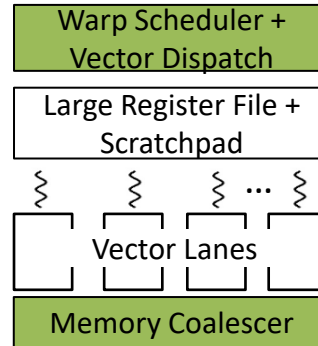 Warp Scheduler +
Vector Dispatch
Large Register File +
Scratchpad
...
Vector Lanes
Memory Coalescer